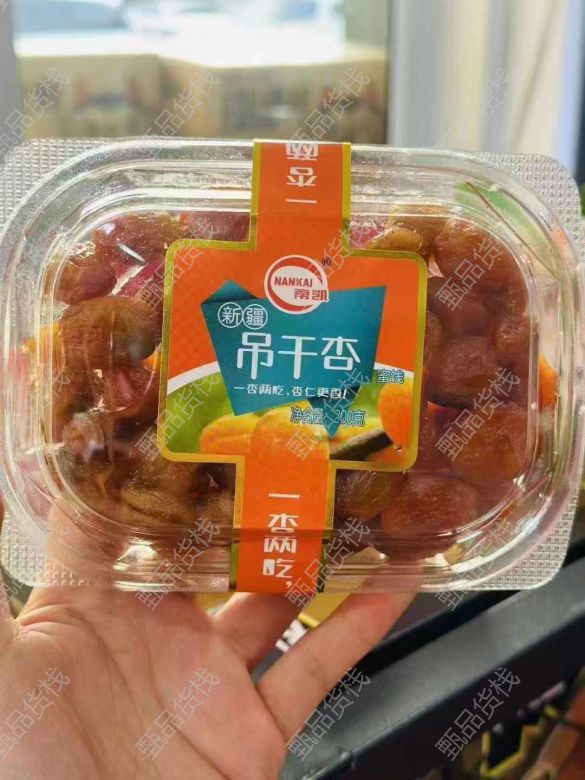 一杏两
NANKAI
南凯
®
新疆
吊干杏
一杏两吃,杏仁更香!
蜜饯
净含量:200克
一杏两吃,
甄品货栈